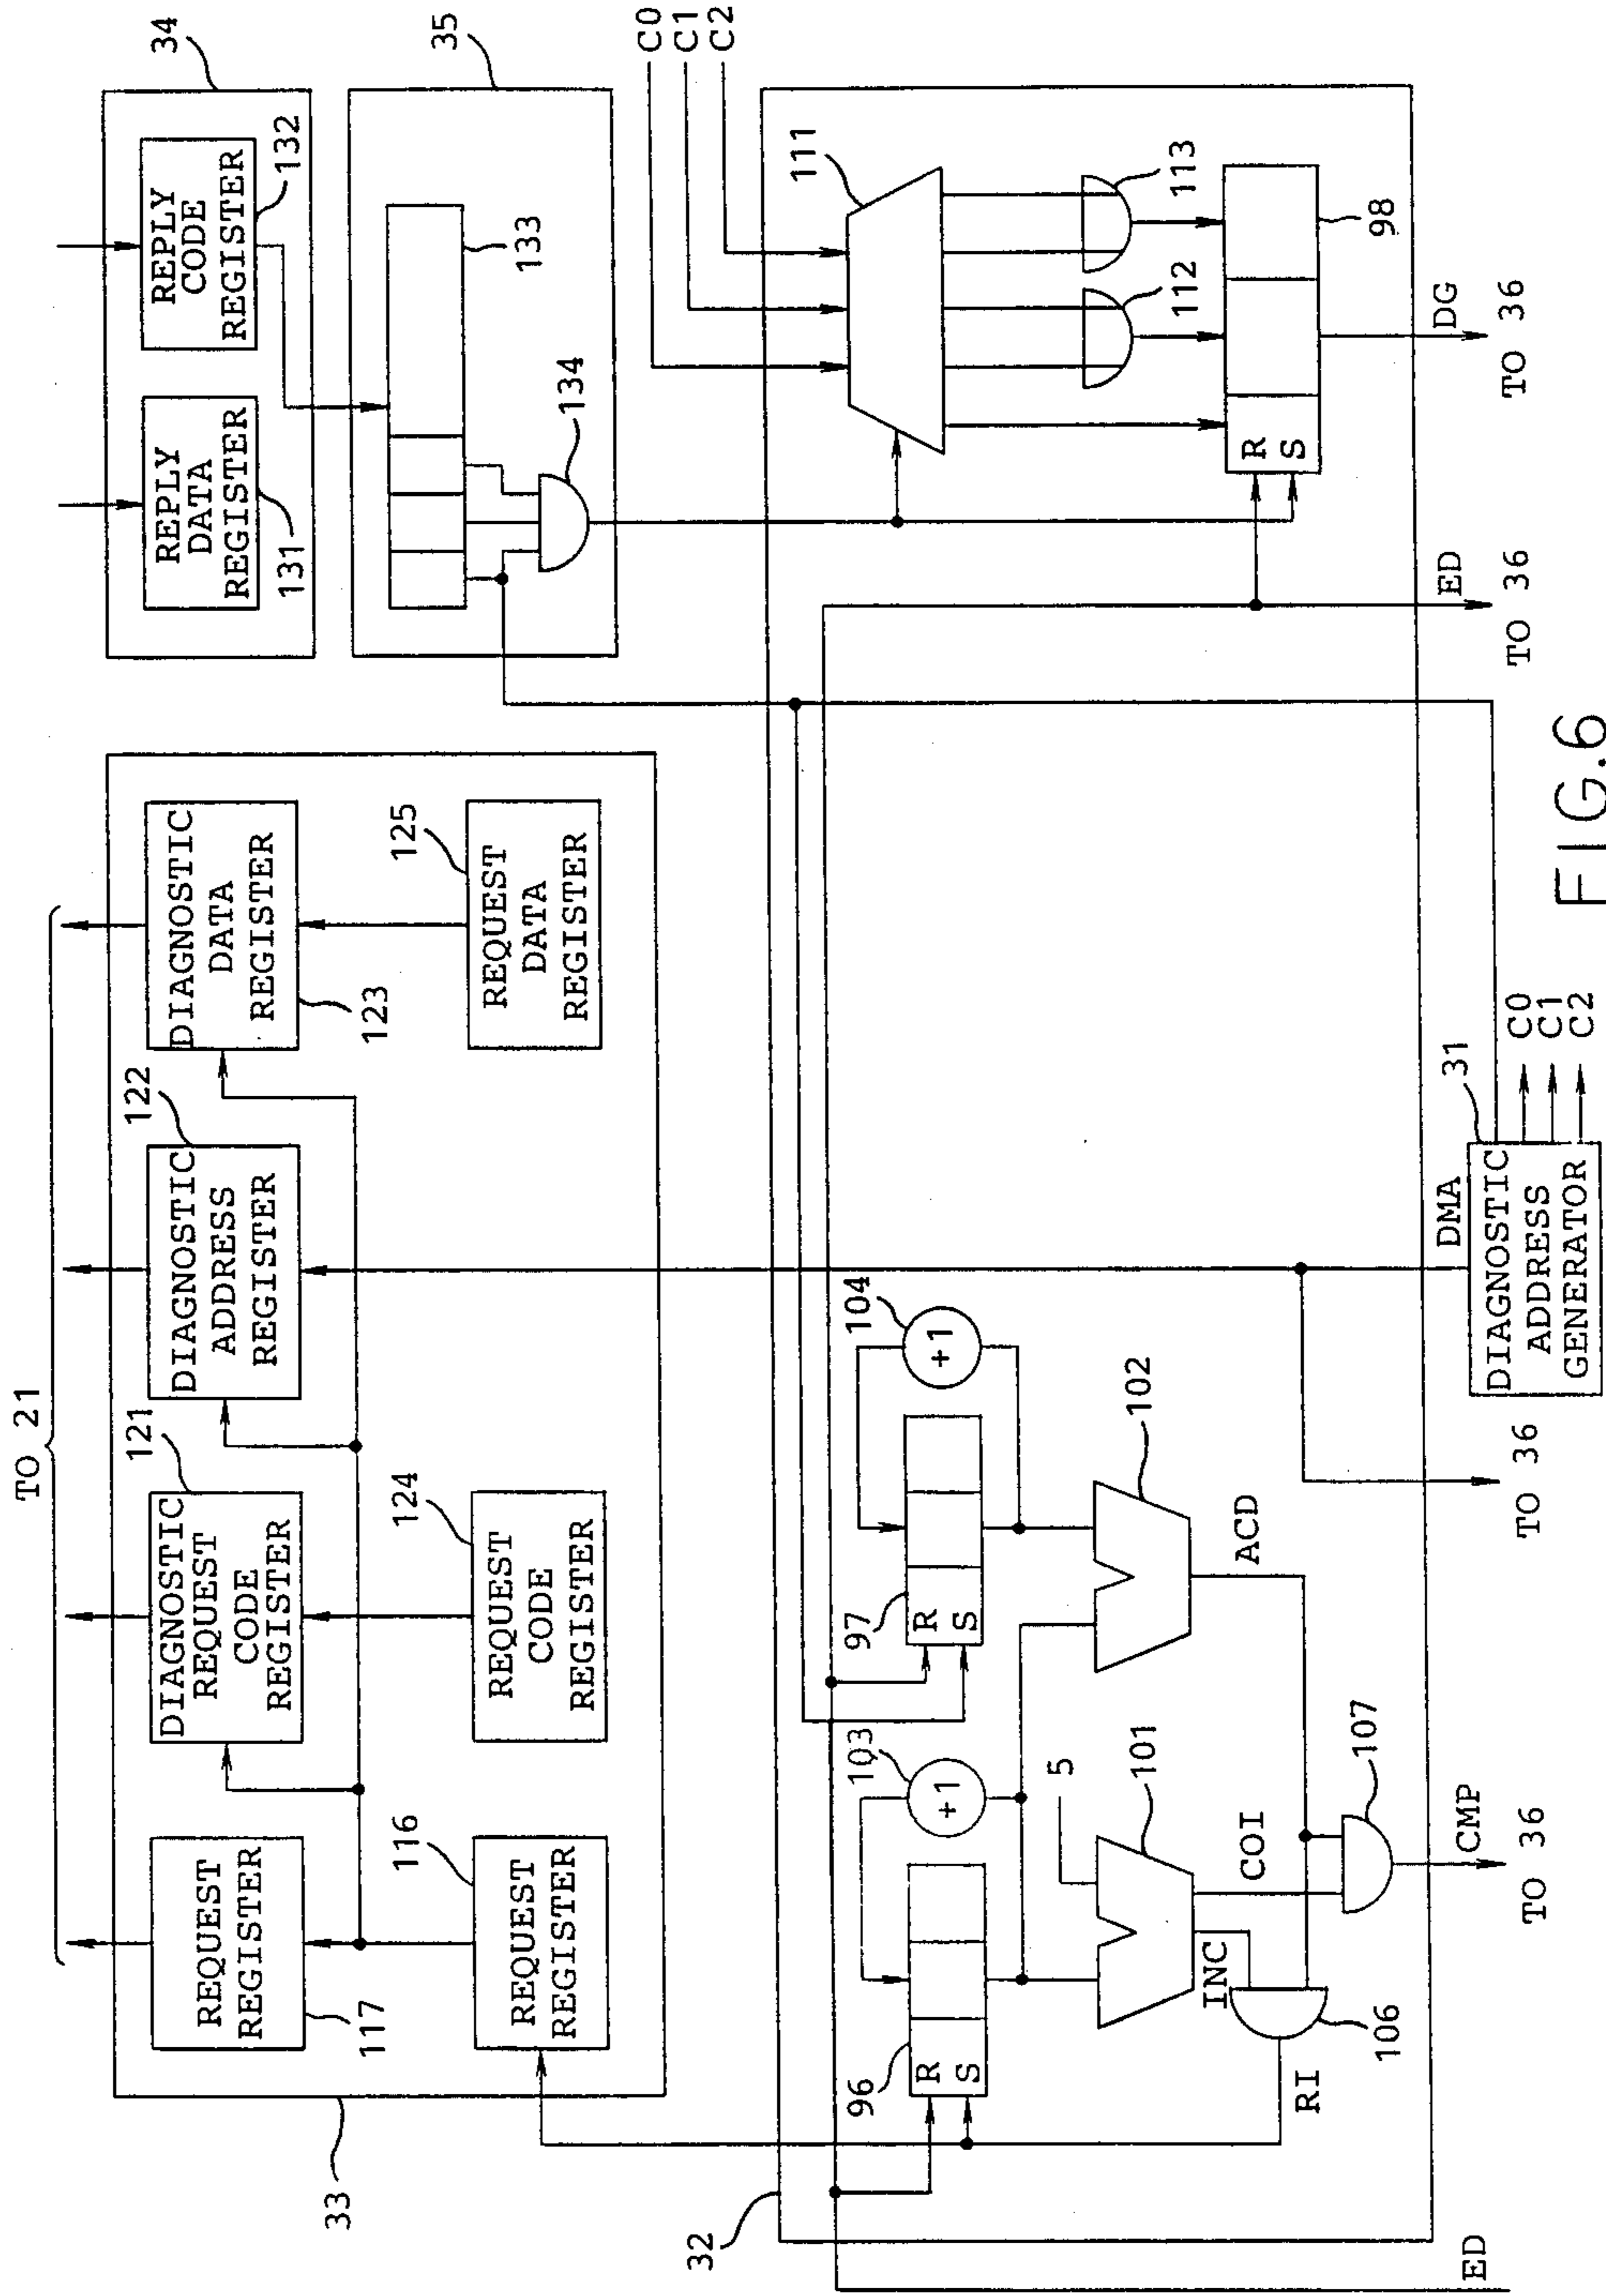 TO 21
33
REQUEST
REGISTER
117
REQUEST
REGISTER
116
DIAGNOSTIC
REQUEST
CODE
REGISTER
121
REQUEST
CODE
REGISTER
124
DIAGNOSTIC
ADDRESS
REGISTER
122
DIAGNOSTIC
DATA
REGISTER
123
REQUEST
DATA
REGISTER
125
34
REPLY
DATA
REGISTER
131
REPLY
CODE
REGISTER
132
35
133
134
C0
C1
C2
32
96
R
S
103
+1
97
R
S
104
+1
5
101
102
INC
COI
ACD
RI
106
107
CMP
TO 36
ED
111
112
113
R
S
98
DG
TO 36
ED
TO 36
TO 36
DMA
31
DIAGNOSTIC
ADDRESS
GENERATOR
C0
C1
C2
FIG.6